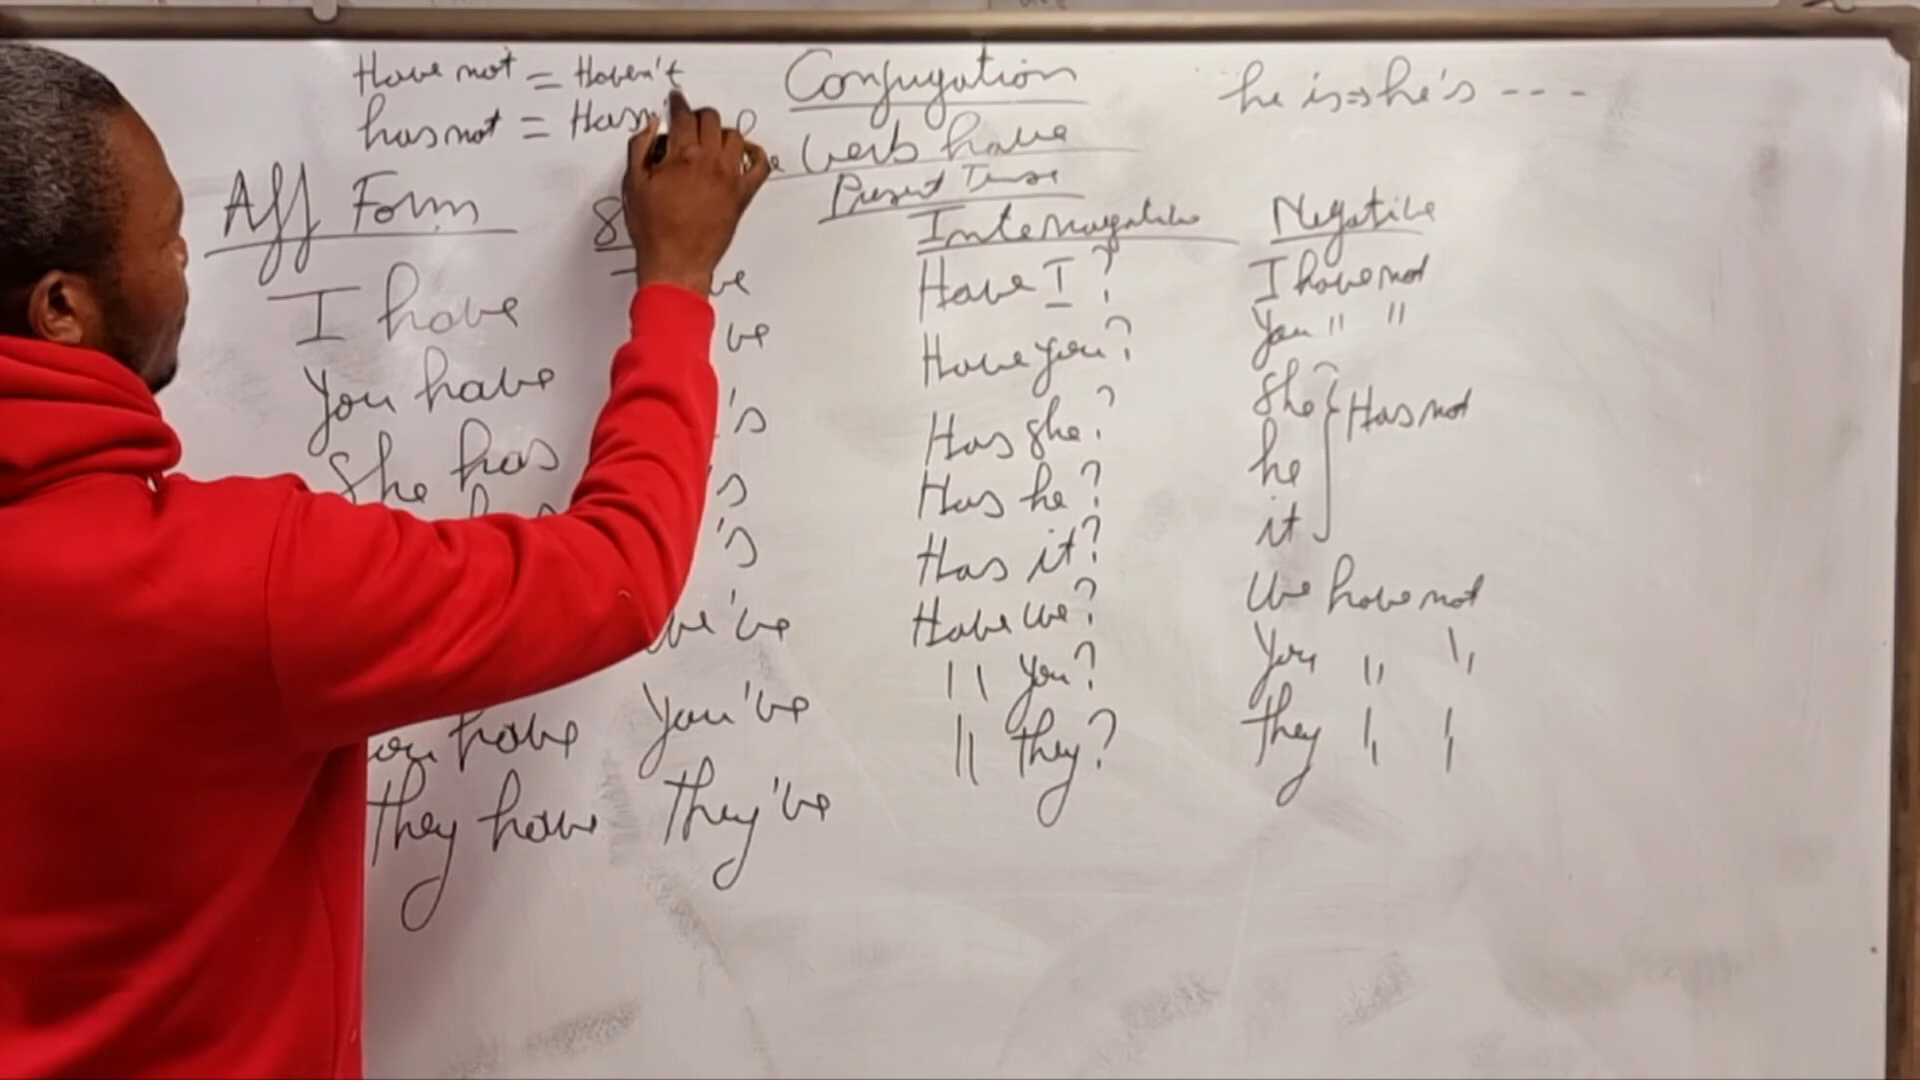 Have not = Haven't
has not = Has
Conjugation
he is => he's ---
verb have
Present Tense
Aff Form
Interrogative
Negative
I have
ve
Have I?
I have not
you have
've
Have you?
you " "
She has
's
Has she?
She
he
it
Has not
's
Has he?
's
Has it?
we've
Have we?
We have not
have
you've
" you?
you " "
they have
they've
" they?
they " "